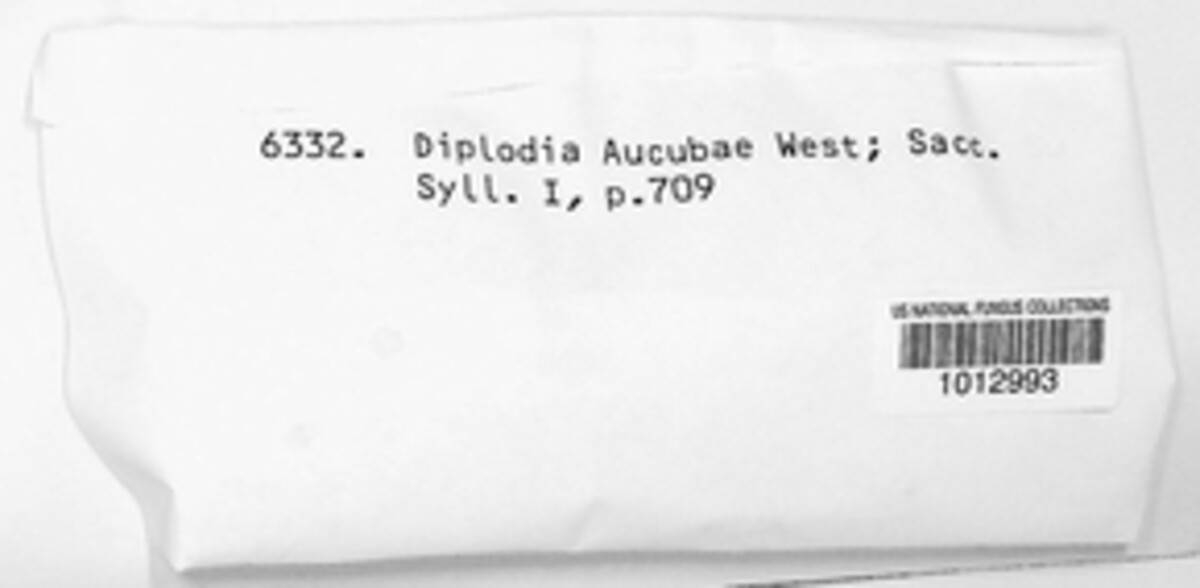 6332. Diplodia Aucubae West; Sacc.
Syll. I, p.709
US NATIONAL FUNGUS COLLECTIONS
1012993